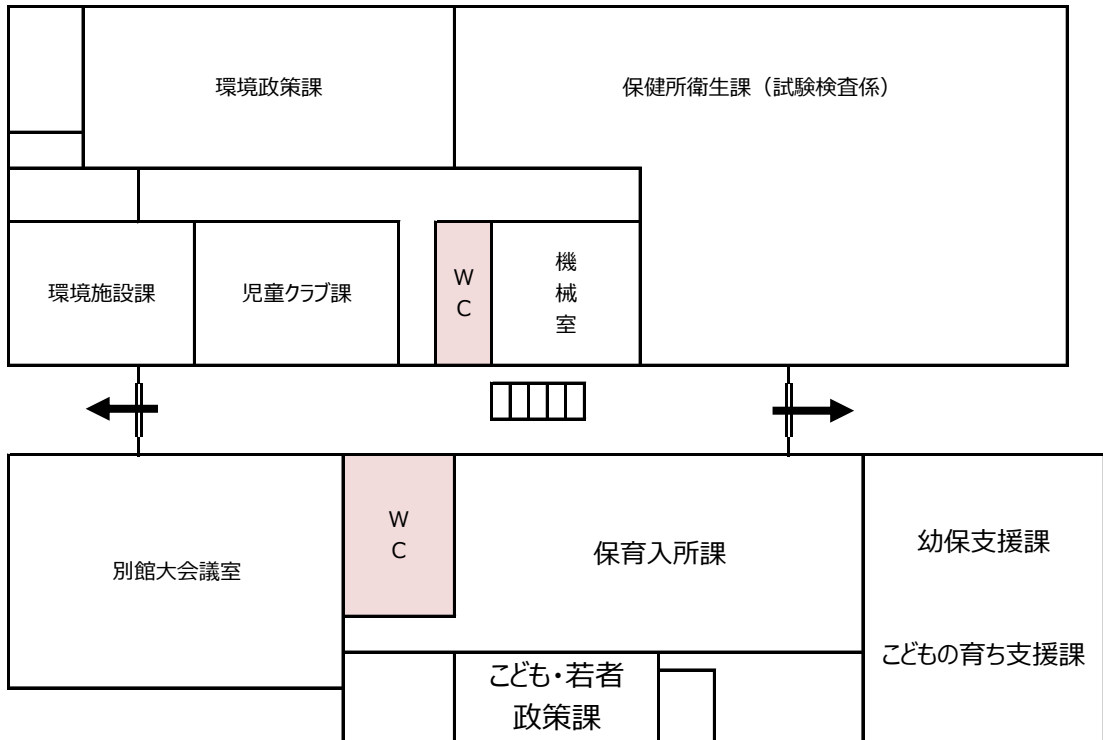 環境政策課
保健所衛生課（試験検査係）
環境施設課
児童クラブ課
WC
機械室
別館大会議室
WC
保育入所課
幼保支援課
こどもの育ち支援課
こども・若者
政策課